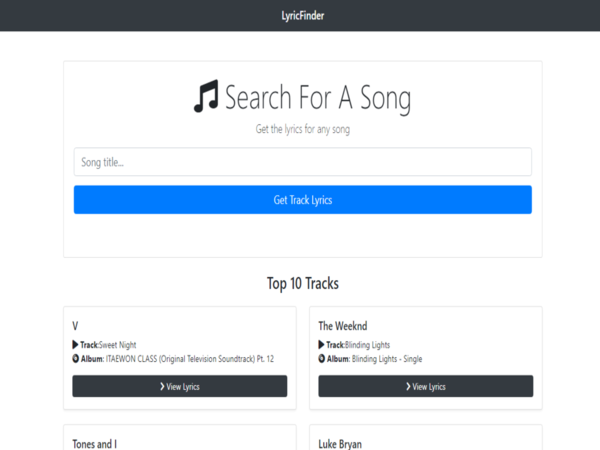 LyricFinder
Search For A Song
Get the lyrics for any song
Song title...
Get Track Lyrics
Top 10 Tracks
V
Track:Sweet Night
Album: ITAEWON CLASS (Original Television Soundtrack) Pt. 12
❯ View Lyrics
The Weeknd
Track:Blinding Lights
Album: Blinding Lights - Single
❯ View Lyrics
Tones and I
Luke Bryan